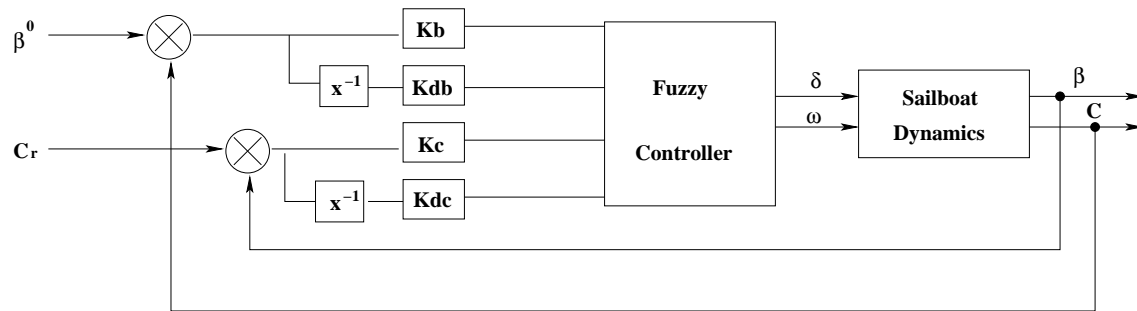 β⁰
Kb
x⁻¹
Kdb
Cr
Kc
x⁻¹
Kdc
Fuzzy
Controller
δ
ω
Sailboat
Dynamics
β
C